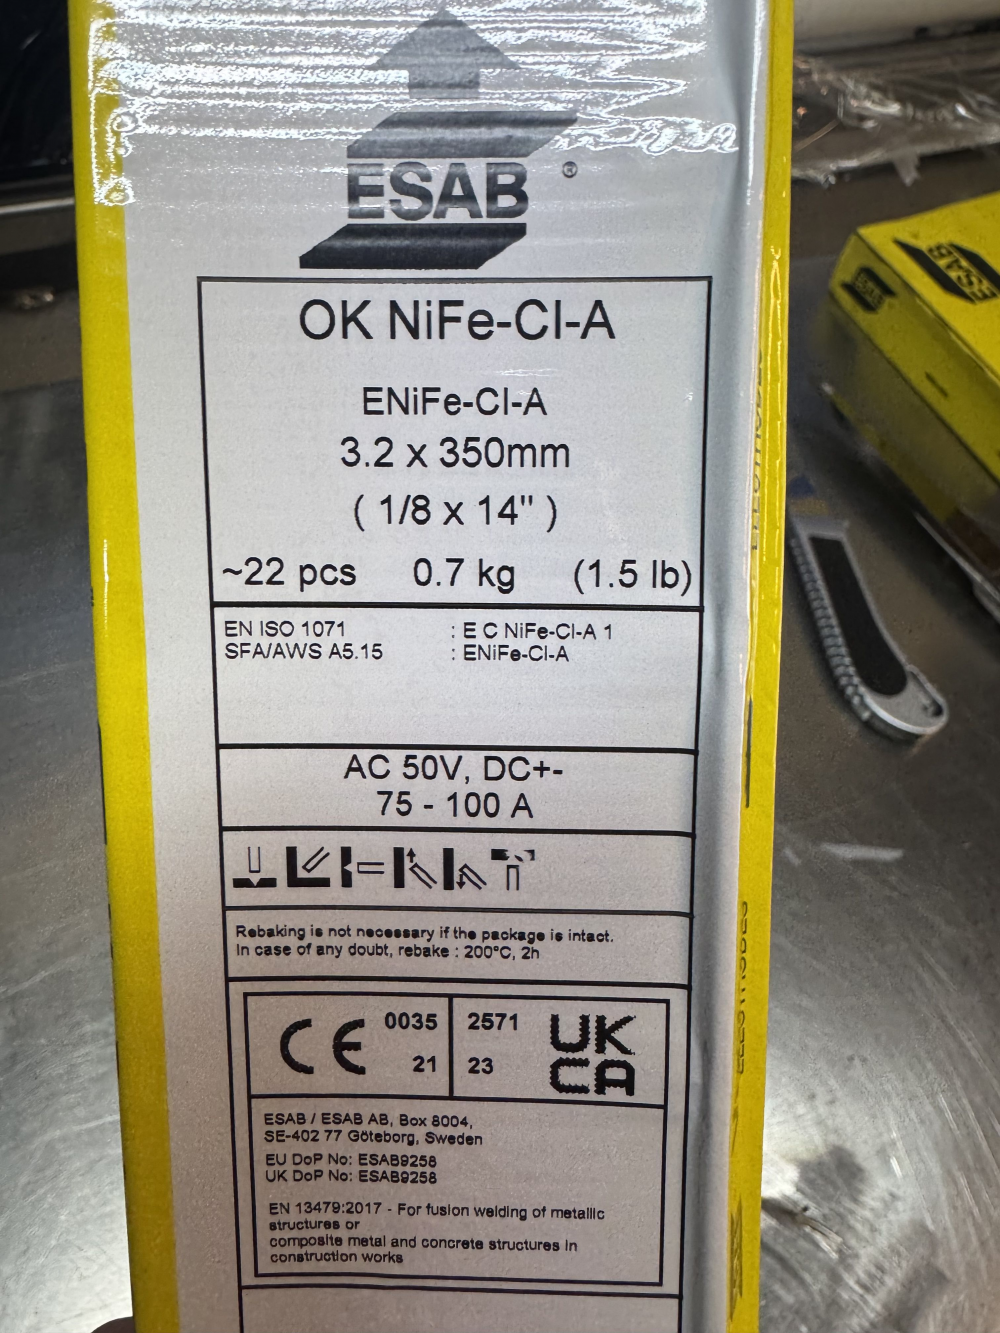 ESAB ®
OK NiFe-CI-A
ENiFe-CI-A
3.2 x 350mm
( 1/8 x 14" )
~22 pcs 0.7 kg (1.5 lb)
EN ISO 1071 : E C NiFe-CI-A 1
SFA/AWS A5.15 : ENiFe-CI-A
AC 50V, DC+-
75 - 100 A
Rebaking is not necessary if the package is intact.
In case of any doubt, rebake : 200°C, 2h
CE 0035 2571 UK
21 23 CA
ESAB / ESAB AB, Box 8004,
SE-402 77 Göteborg, Sweden
EU DoP No: ESAB9258
UK DoP No: ESAB9258
EN 13479:2017 - For fusion welding of metallic
structures or
composite metal and concrete structures in
construction works
ESAB
ESAB